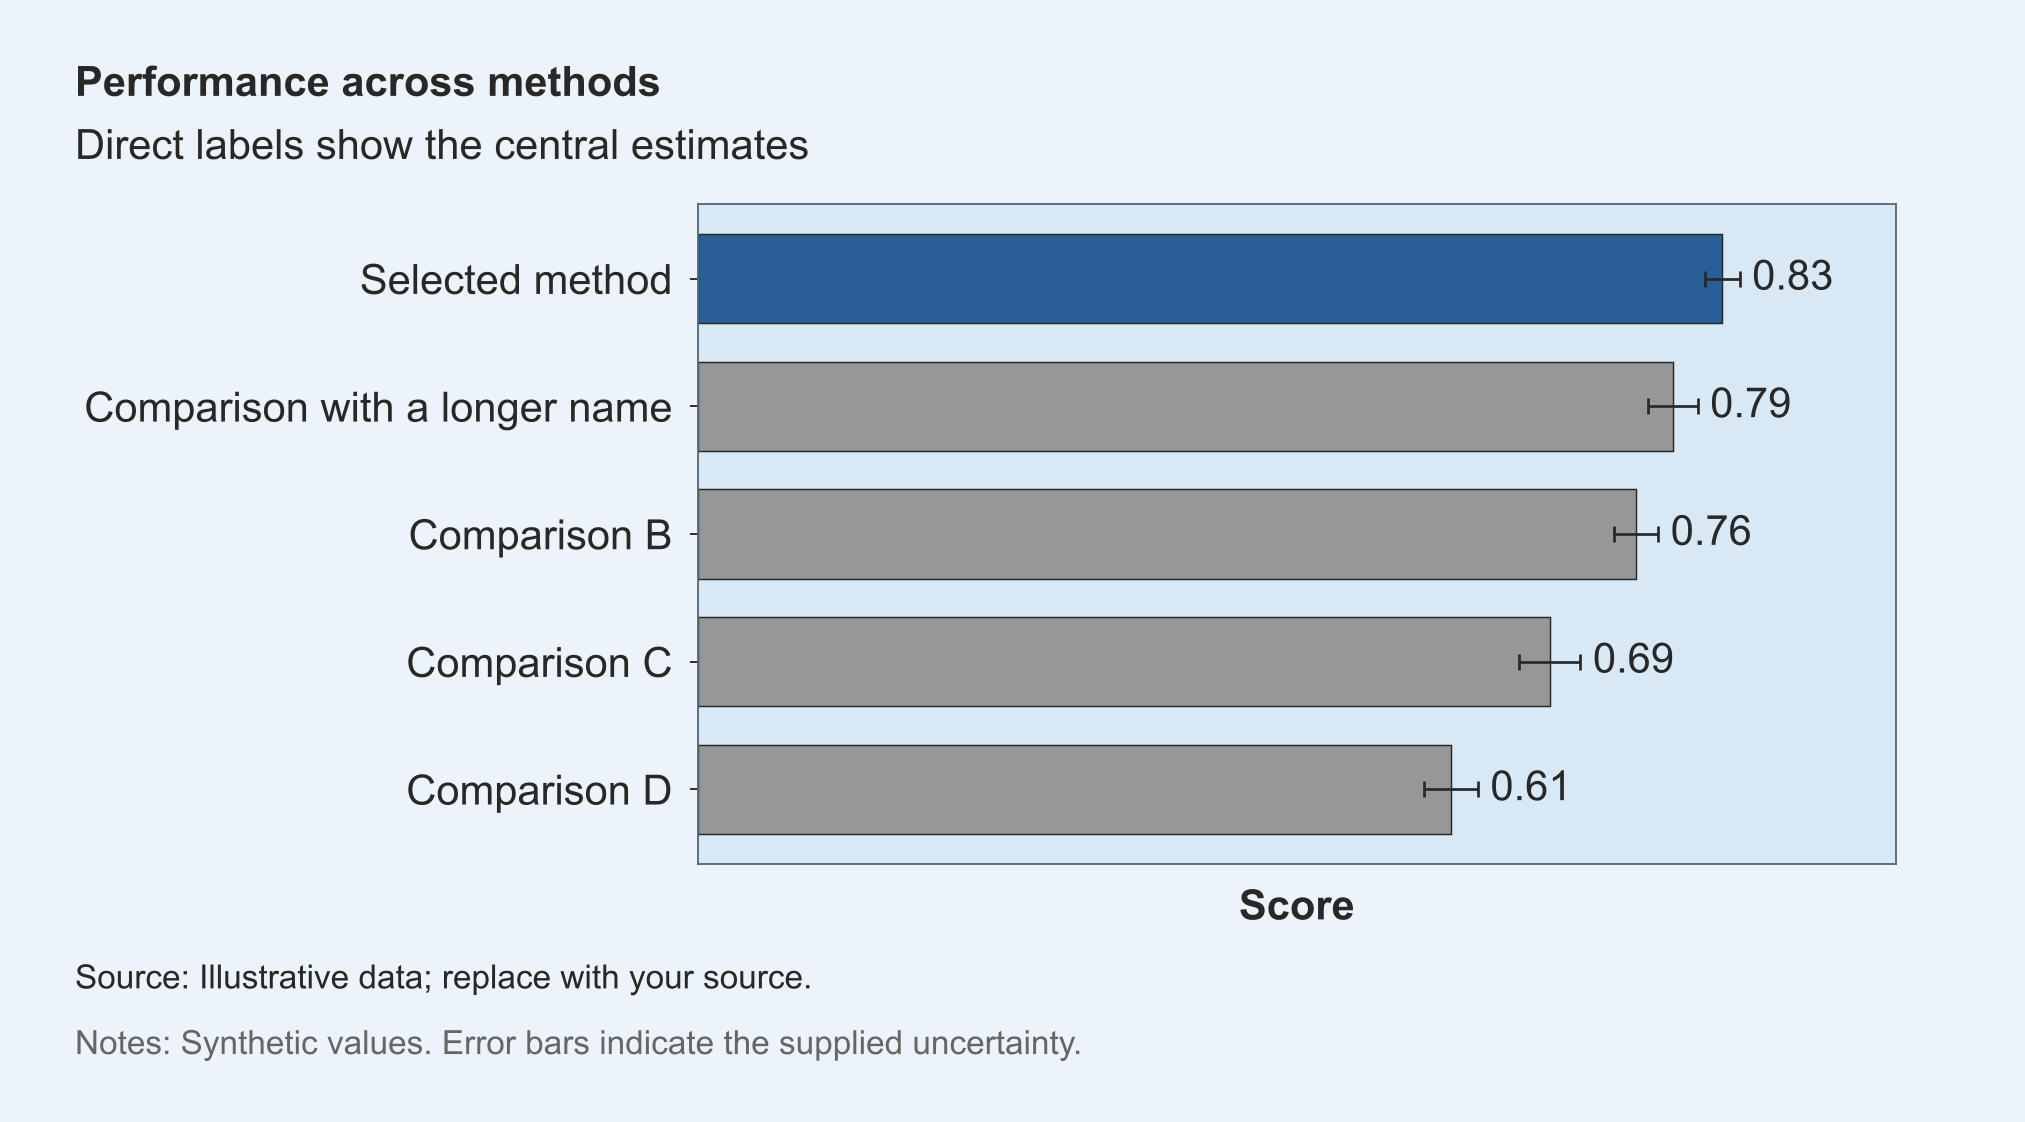 Performance across methods
Direct labels show the central estimates
Selected method 0.83
Comparison with a longer name 0.79
Comparison B 0.76
Comparison C 0.69
Comparison D 0.61
Score
Source: Illustrative data; replace with your source.
Notes: Synthetic values. Error bars indicate the supplied uncertainty.